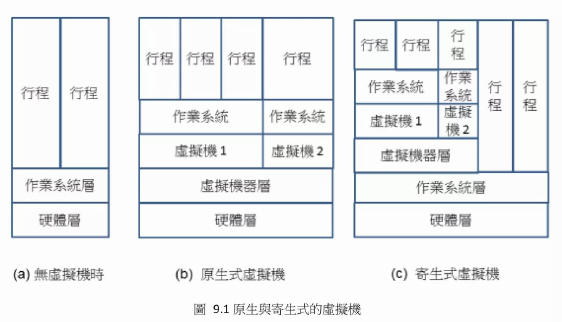 行程
行程
作業系統層
硬體層
(a) 無虛擬機時
行程
行程
行程
行程
作業系統
作業系統
虛擬機 1
虛擬機 2
虛擬機器層
硬體層
(b) 原生式虛擬機
行程
行程
行
程
作業系統
作業
系統
虛擬機 1
虛擬
機 2
虛擬機器層
行
程
行
程
作業系統層
硬體層
(c) 寄生式虛擬機
圖 9.1 原生與寄生式的虛擬機